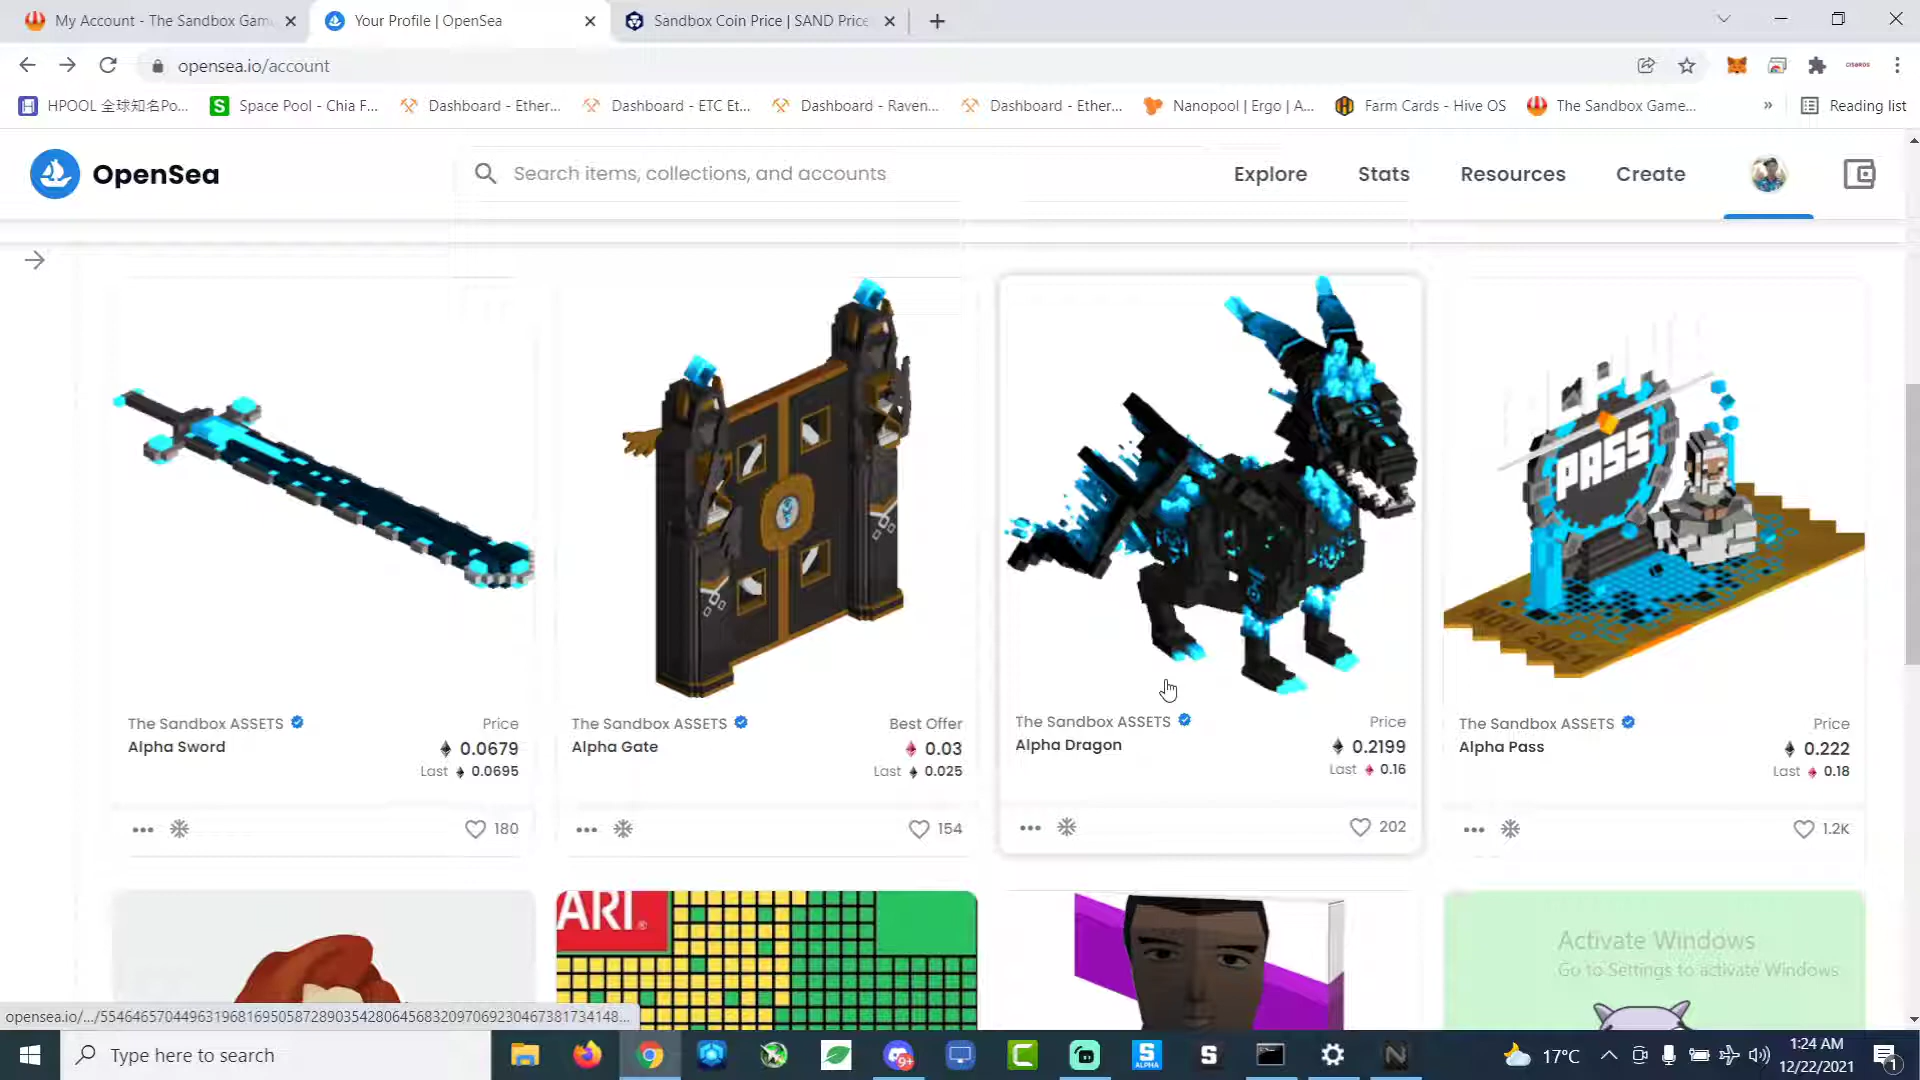 My Account - The Sandbox Gam
Your Profile | OpenSea
Sandbox Coin Price | SAND Price
opensea.io/account
HPOOL 全球知名Po...
Space Pool - Chia F...
Dashboard - Ether...
Dashboard - ETC Et...
Dashboard - Raven...
Dashboard - Ether...
Nanopool | Ergo | A...
Farm Cards - Hive OS
The Sandbox Game...
»
Reading list
OpenSea
Search items, collections, and accounts
Explore
Stats
Resources
Create
PASS
NOV 2021
The Sandbox ASSETS
Price
Alpha Sword
0.0679
Last 0.0695
180
The Sandbox ASSETS
Best Offer
Alpha Gate
0.03
Last 0.025
154
The Sandbox ASSETS
Price
Alpha Dragon
0.2199
Last 0.16
202
The Sandbox ASSETS
Price
Alpha Pass
0.222
Last 0.18
1.2K
ARI
Activate Windows
Go to Settings to activate Windows
Type here to search
9+
ALPHA
17°C
1:24 AM
12/22/2021
1